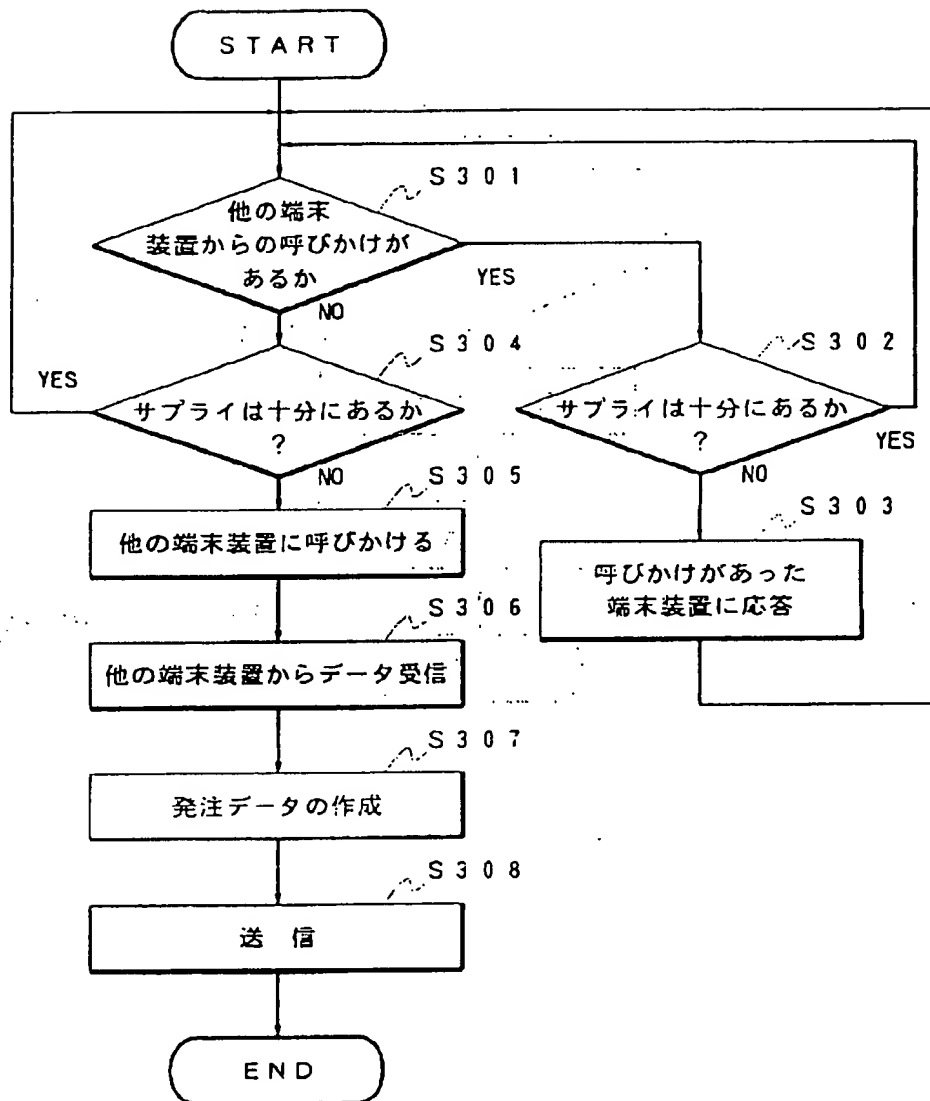 START
S301
他の端末
装置からの呼びかけが
あるか
YES
NO
S304
S302
YES
サプライは十分にあるか
?
サプライは十分にあるか
?
YES
NO
NO
S305
S303
他の端末装置に呼びかける
呼びかけがあった
端末装置に応答
S306
他の端末装置からデータ受信
S307
発注データの作成
S308
送 信
END